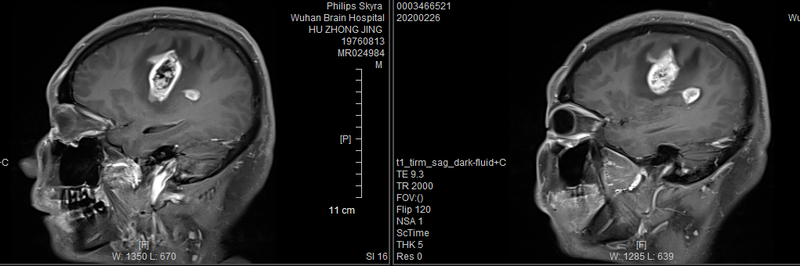 Philips Skyra
Wuhan Brain Hospital
HU ZHONG JING
19760813
MR024984
M
[P]
11 cm
+C
[H]
W: 1350 L: 670
SI 16
0003466521
20200226
t1_tirm_sag_dark-fluid+C
TE 9.3
TR 2000
FOV:()
Flip 120
NSA 1
ScTime
THK 5
Res 0
[F]
W: 1285 L: 639
Wu